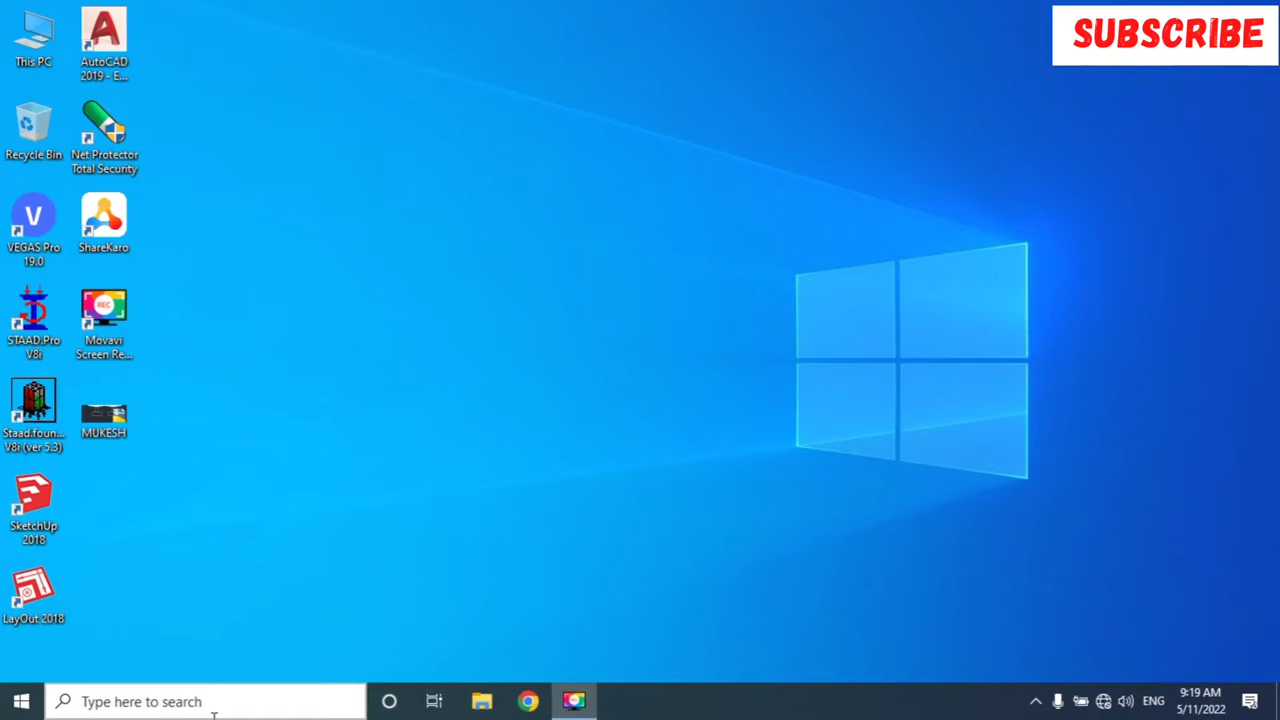 SUBSCRIBE
This PC
AutoCAD
2019 - E...
Recycle Bin
Net Protector
Total Security
V
VEGAS Pro
19.0
ShareKaro
STAAD.Pro
V8i
REC
Movavi
Screen Re...
Staad.foun...
V8i (ver 5.3)
MUKESH
SketchUp
2018
LayOut 2018
Type here to search
ENG
9:19 AM
5/11/2022